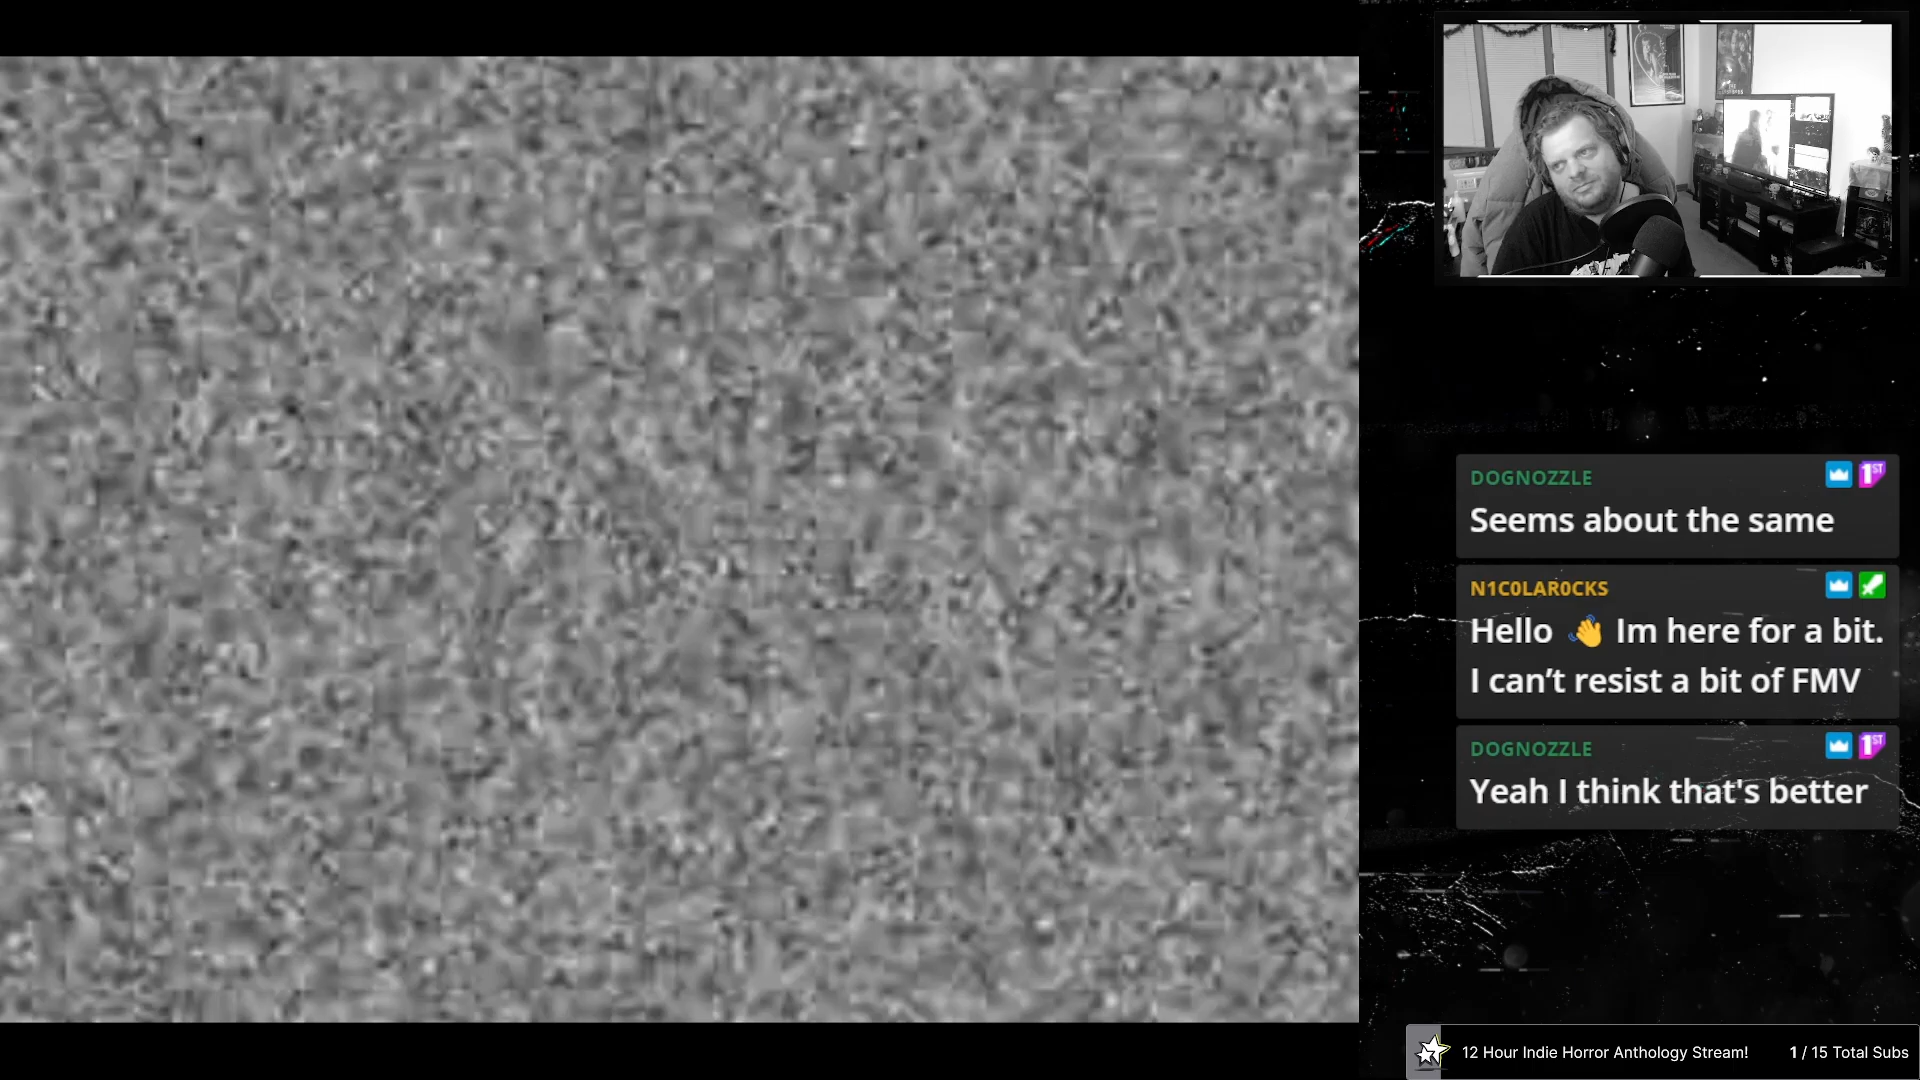 DOGNOZZLE
Seems about the same
N1C0LAR0CKS
Hello 👋 Im here for a bit.
I can’t resist a bit of FMV
DOGNOZZLE
Yeah I think that's better
12 Hour Indie Horror Anthology Stream! 1 / 15 Total Subs